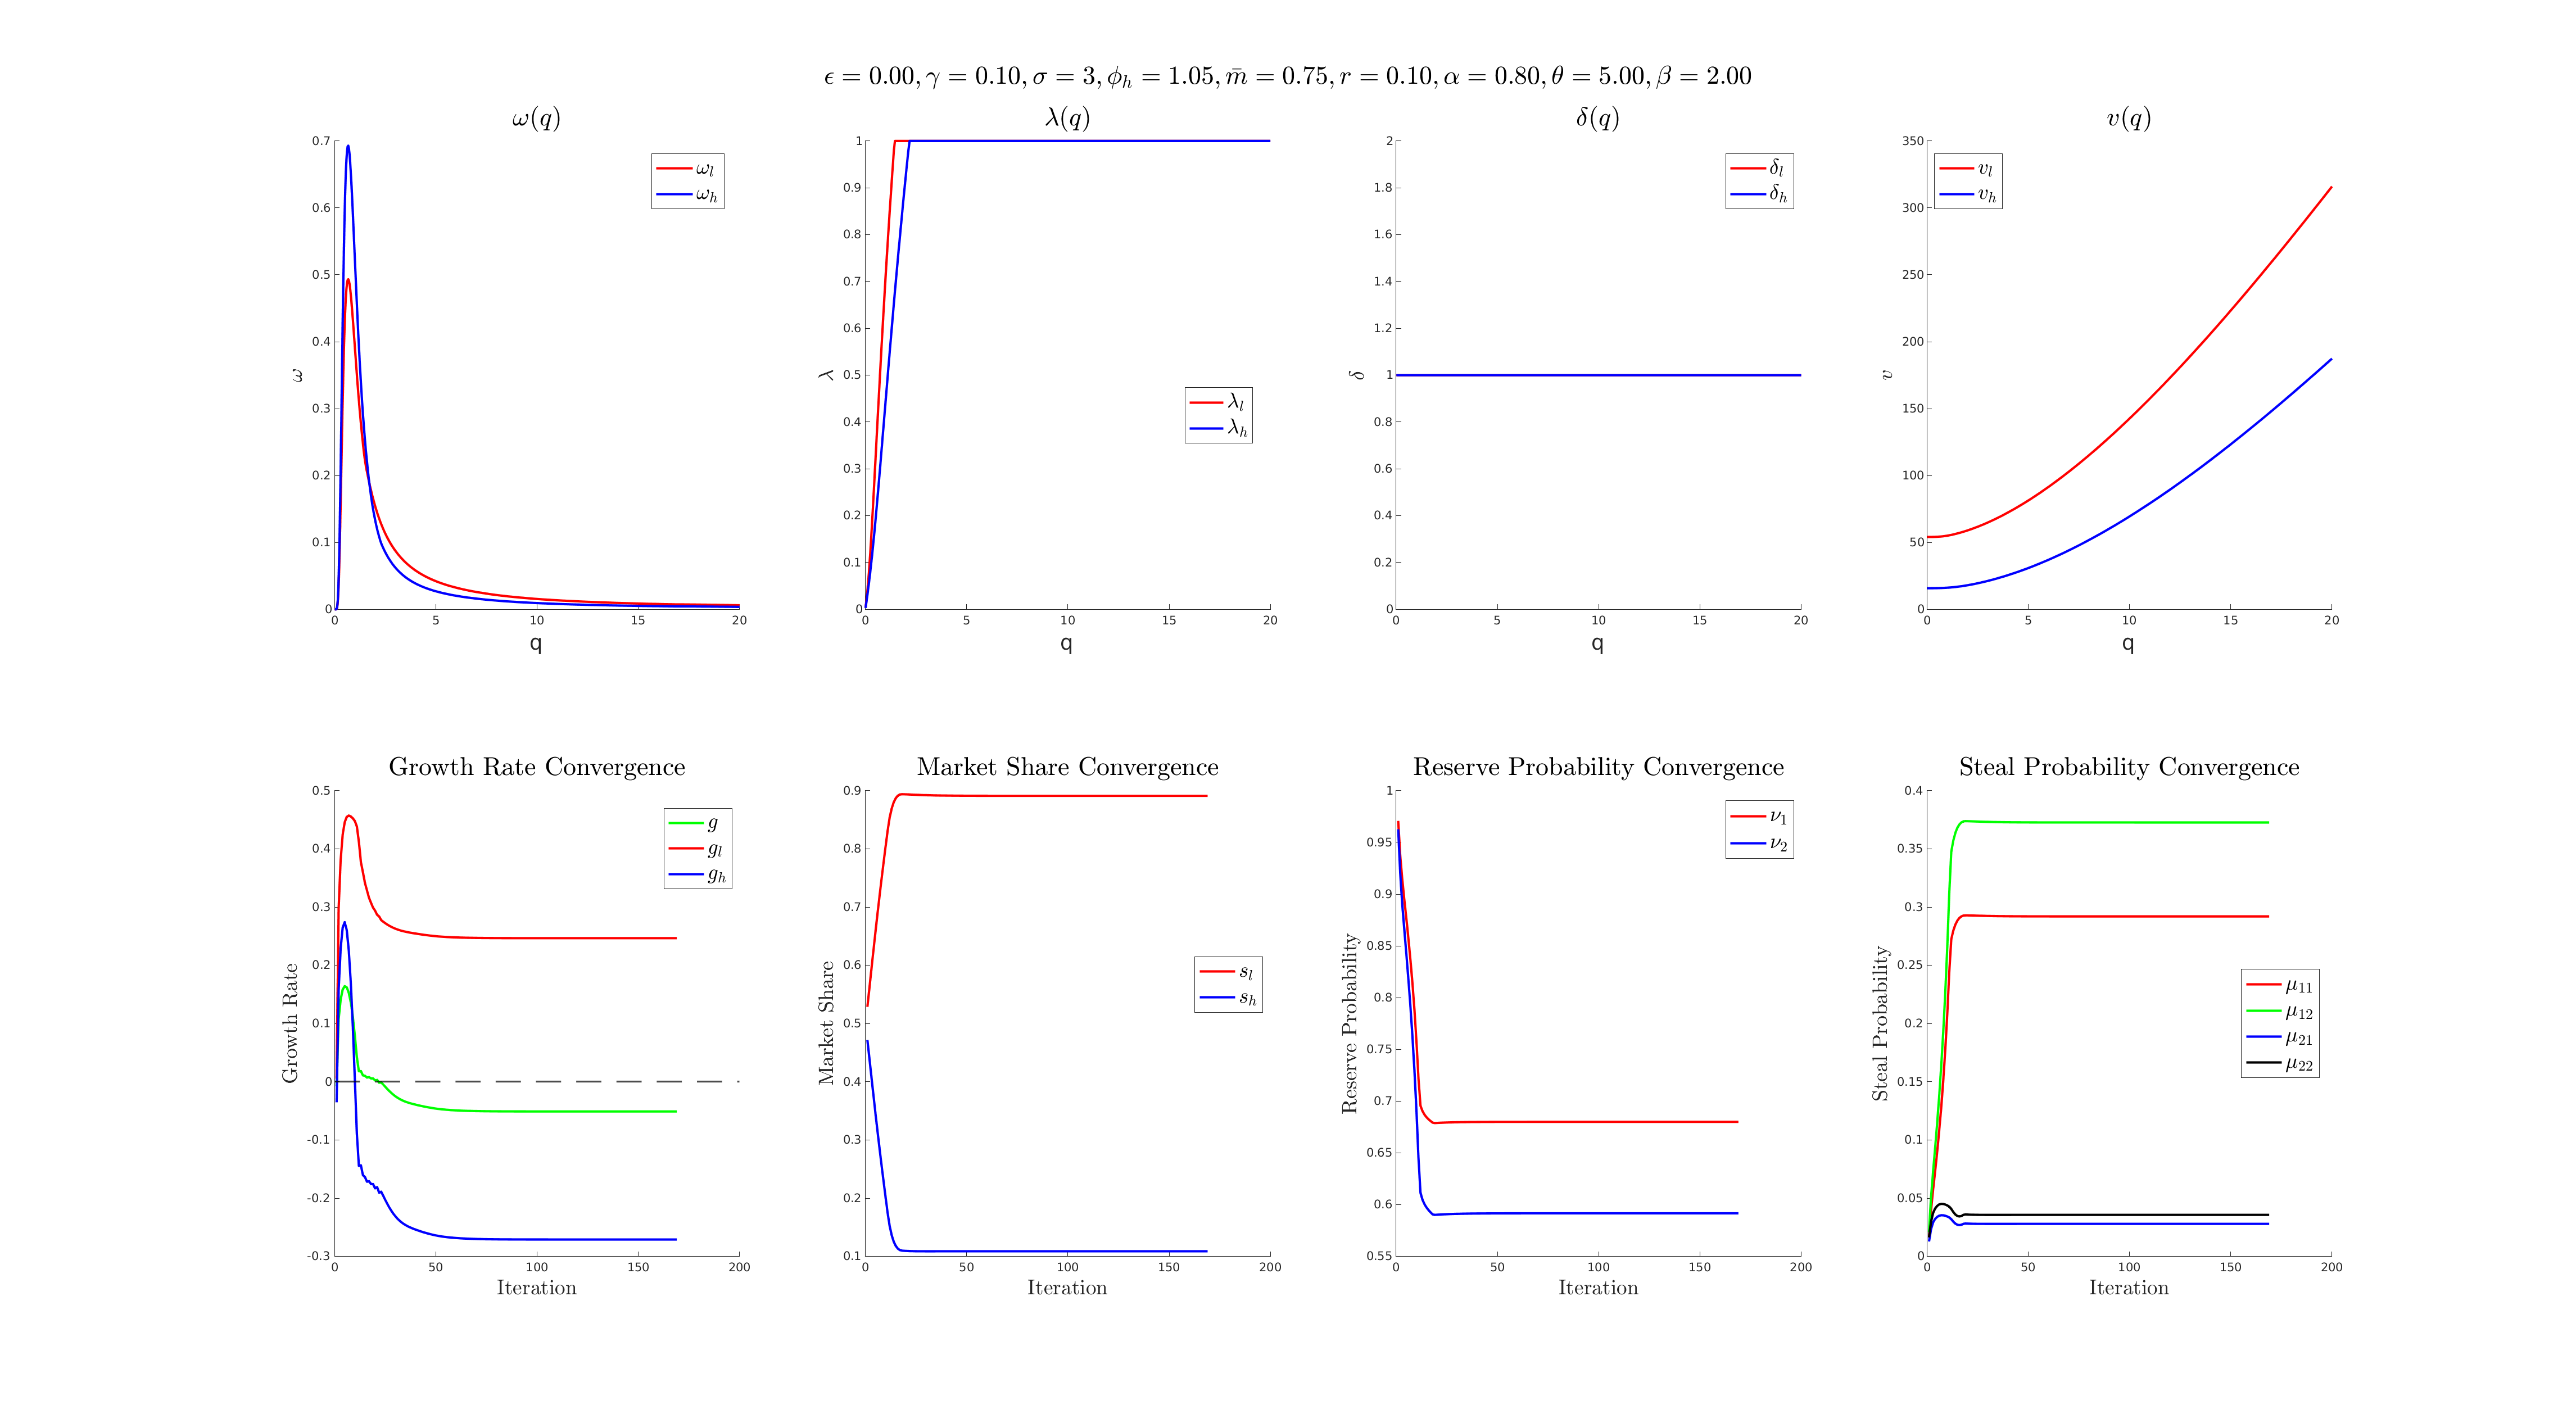 ϵ = 0.00, γ = 0.10, σ = 3, ϕ_h = 1.05, m̄ = 0.75, r = 0.10, α = 0.80, θ = 5.00, β = 2.00
ω(q)
0.7
0.6
0.5
0.4
0.3
0.2
0.1
0
ω
ω_l
ω_h
0 5 10 15 20
q
λ(q)
1
0.9
0.8
0.7
0.6
0.5
0.4
0.3
0.2
0.1
0
λ
λ_l
λ_h
0 5 10 15 20
q
δ(q)
2
1.8
1.6
1.4
1.2
1
0.8
0.6
0.4
0.2
0
δ
δ_l
δ_h
0 5 10 15 20
q
v(q)
350
300
250
200
150
100
50
0
v
v_l
v_h
0 5 10 15 20
q
Growth Rate Convergence
0.5
0.4
0.3
0.2
0.1
0
-0.1
-0.2
-0.3
Growth Rate
g
g_l
g_h
0 50 100 150 200
Iteration
Market Share Convergence
0.9
0.8
0.7
0.6
0.5
0.4
0.3
0.2
0.1
Market Share
s_l
s_h
0 50 100 150 200
Iteration
Reserve Probability Convergence
1
0.95
0.9
0.85
0.8
0.75
0.7
0.65
0.6
0.55
Reserve Probability
ν_1
ν_2
0 50 100 150 200
Iteration
Steal Probability Convergence
0.4
0.35
0.3
0.25
0.2
0.15
0.1
0.05
0
Steal Probability
μ_11
μ_12
μ_21
μ_22
0 50 100 150 200
Iteration